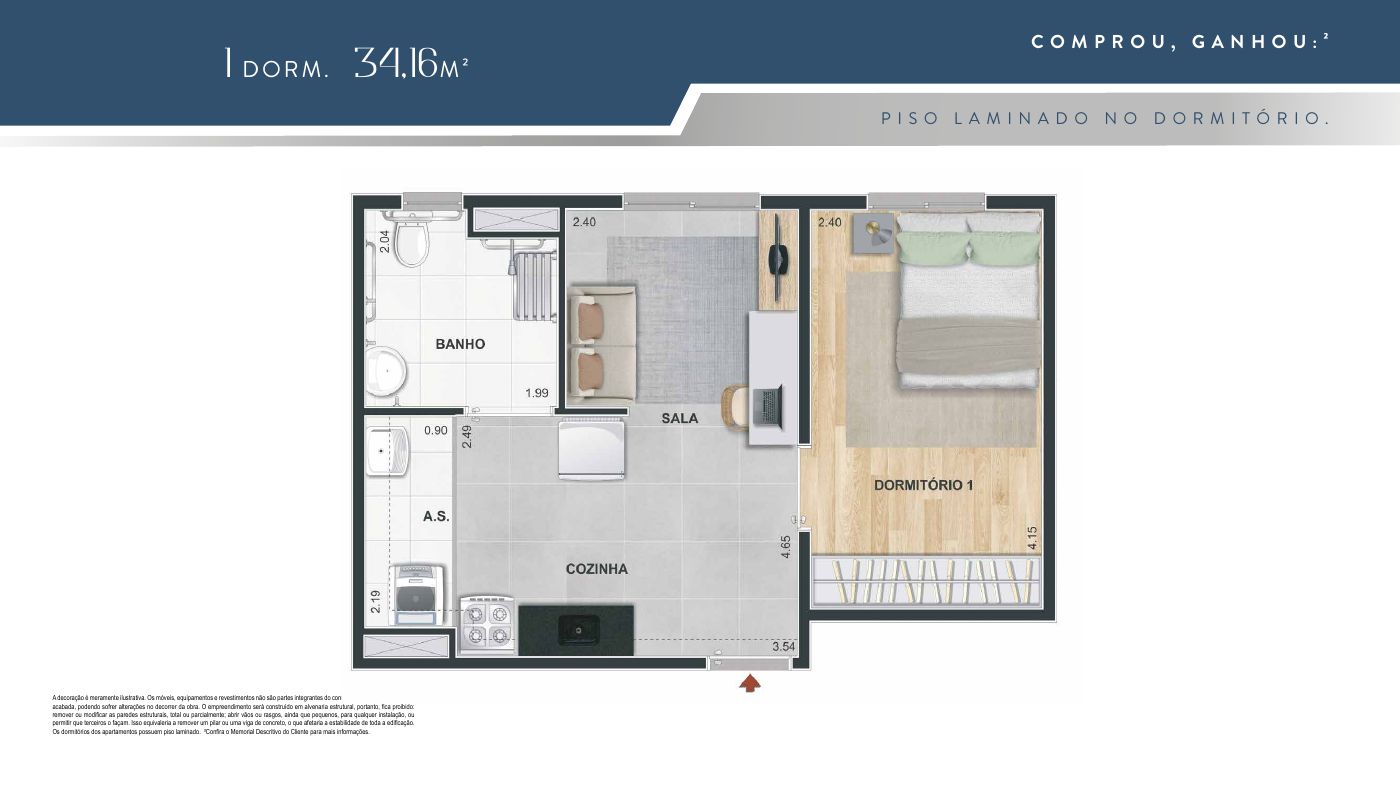 1 DORM. 34,16M²
COMPROU, GANHOU:²
PISO LAMINADO NO DORMITÓRIO.
2.40
2.40
2.04
BANHO
1.99
SALA
0.90
2.49
DORMITÓRIO 1
A.S.
4.15
4.65
COZINHA
2.19
3.54
A decoração é meramente ilustrativa. Os móveis, equipamentos e revestimentos não são partes integrantes do con
acabada, podendo sofrer alterações no decorrer da obra. O empreendimento será construído em alvenaria estrutural, portanto, fica proibido:
remover ou modificar as paredes estruturais, total ou parcialmente; abrir vãos ou rasgos, ainda que pequenos, para qualquer instalação, ou
permitir que terceiros o façam. Isso equivaleria a remover um pilar ou uma viga de concreto, o que afetaria a estabilidade de toda a edificação.
Os dormitórios dos apartamentos possuem piso laminado. ²Confira o Memorial Descritivo do Cliente para mais informações.